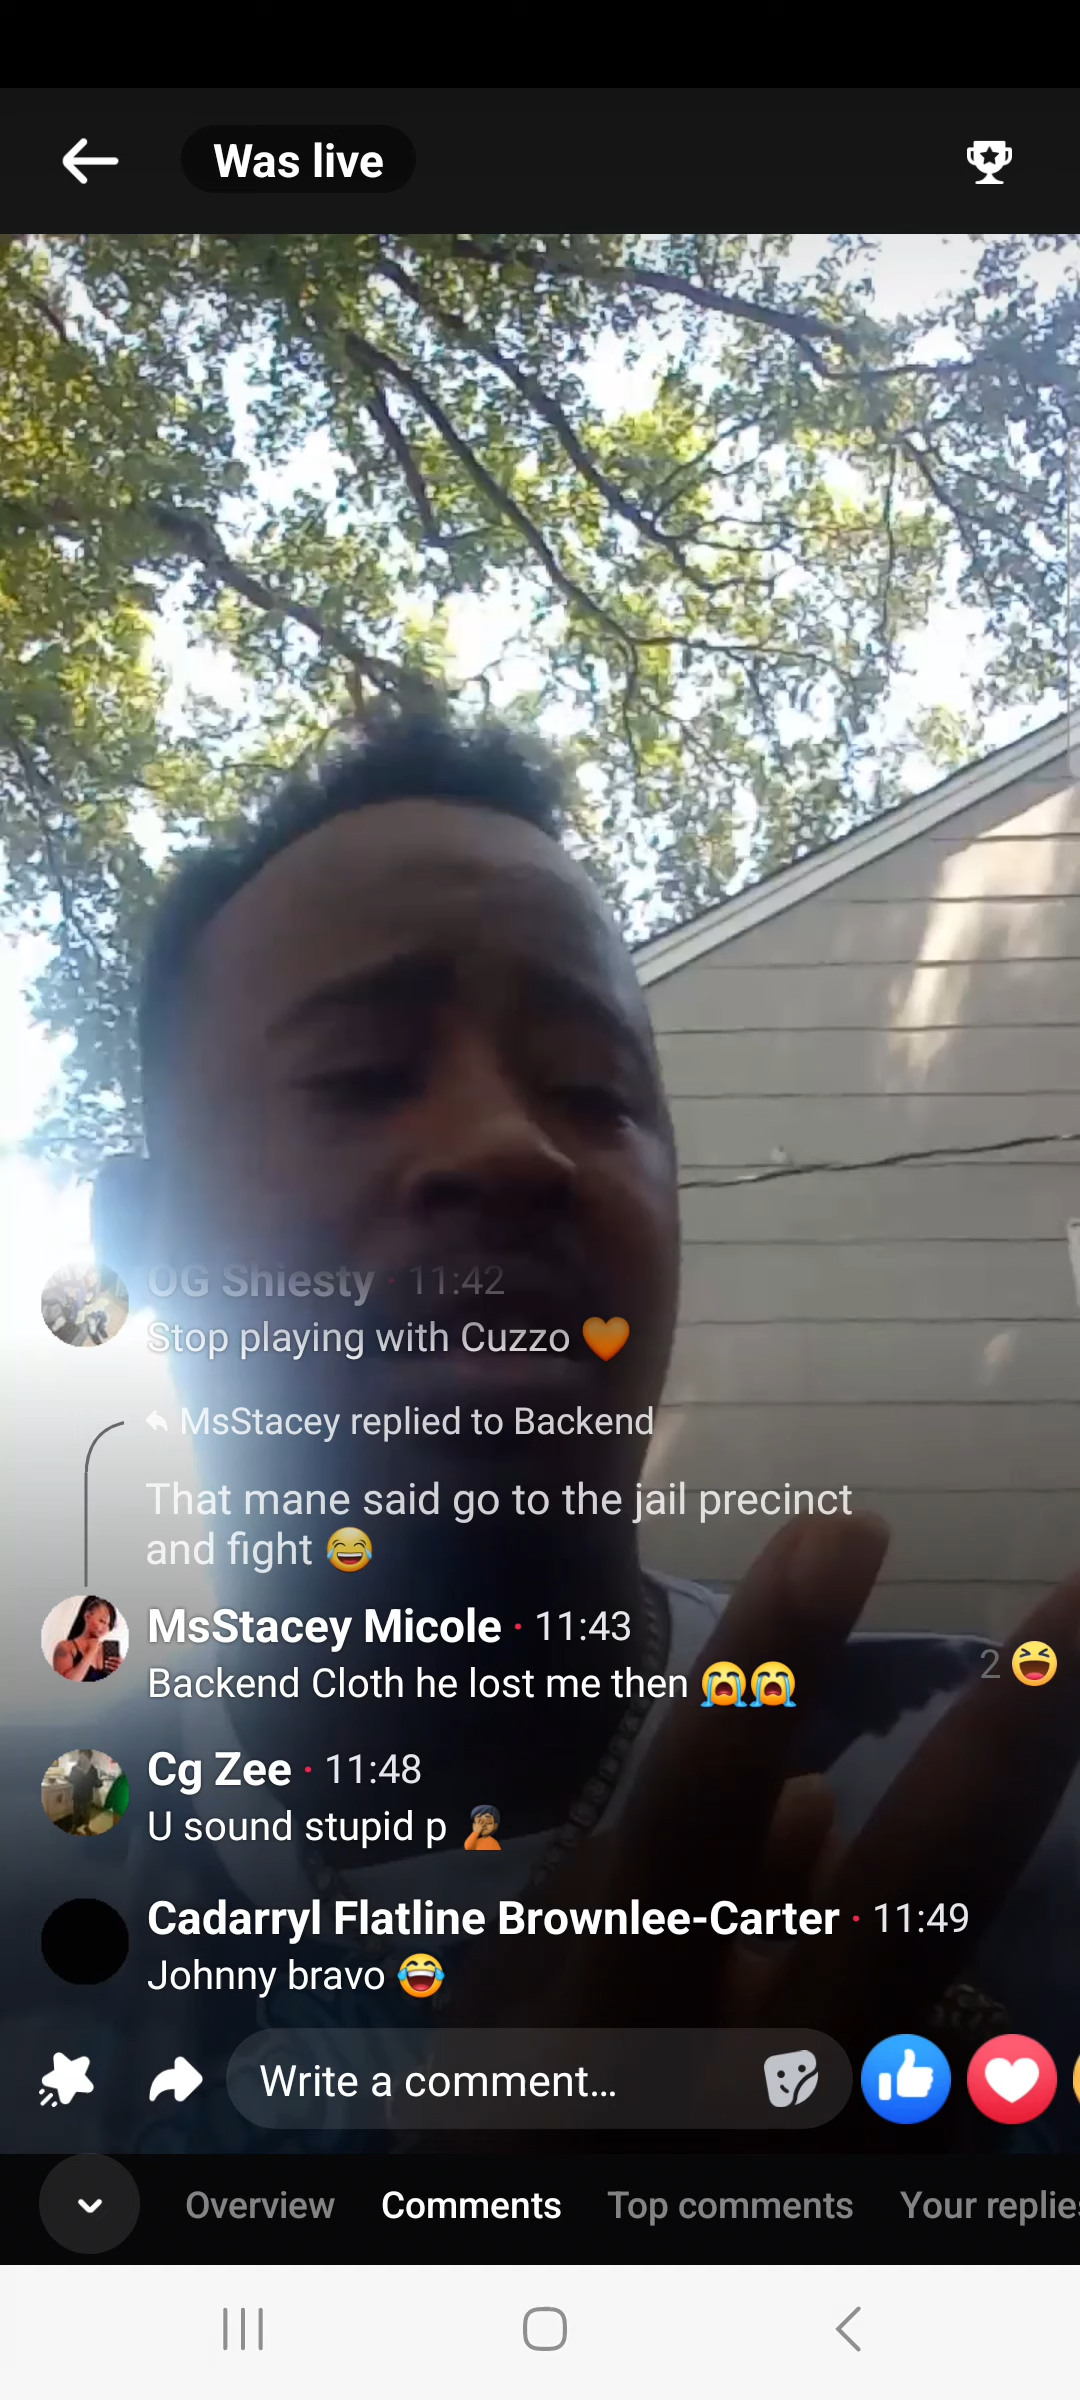 Was live
OG Shiesty · 11:42
Stop playing with Cuzzo 🧡
MsStacey replied to Backend
That mane said go to the jail precinct
and fight 😂
MsStacey Micole · 11:43
Backend Cloth he lost me then 😭😭
2 😆
Cg Zee · 11:48
U sound stupid p 🤦
Cadarryl Flatline Brownlee-Carter · 11:49
Johnny bravo 😂
Write a comment...
Overview Comments Top comments Your replies